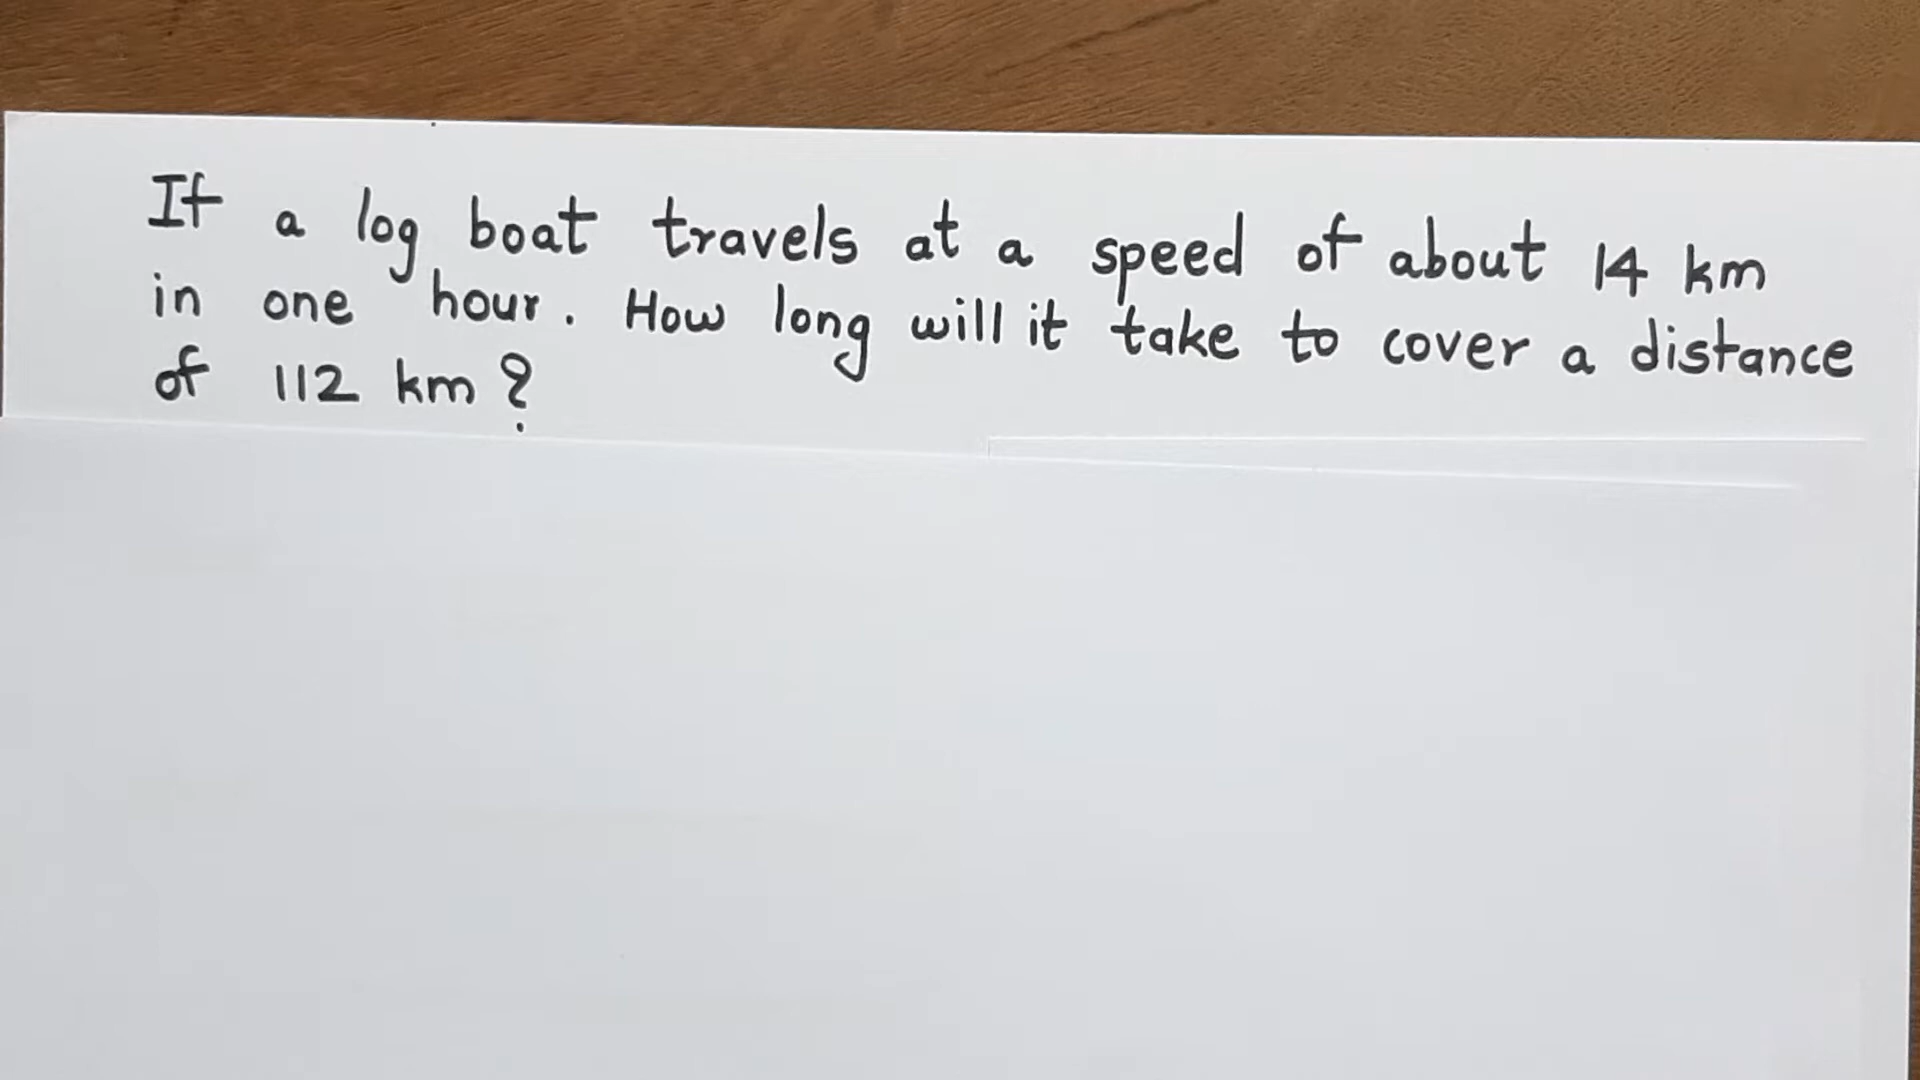 If a log boat travels at a speed of about 14 km
in one hour. How long will it take to cover a distance
of 112 km?